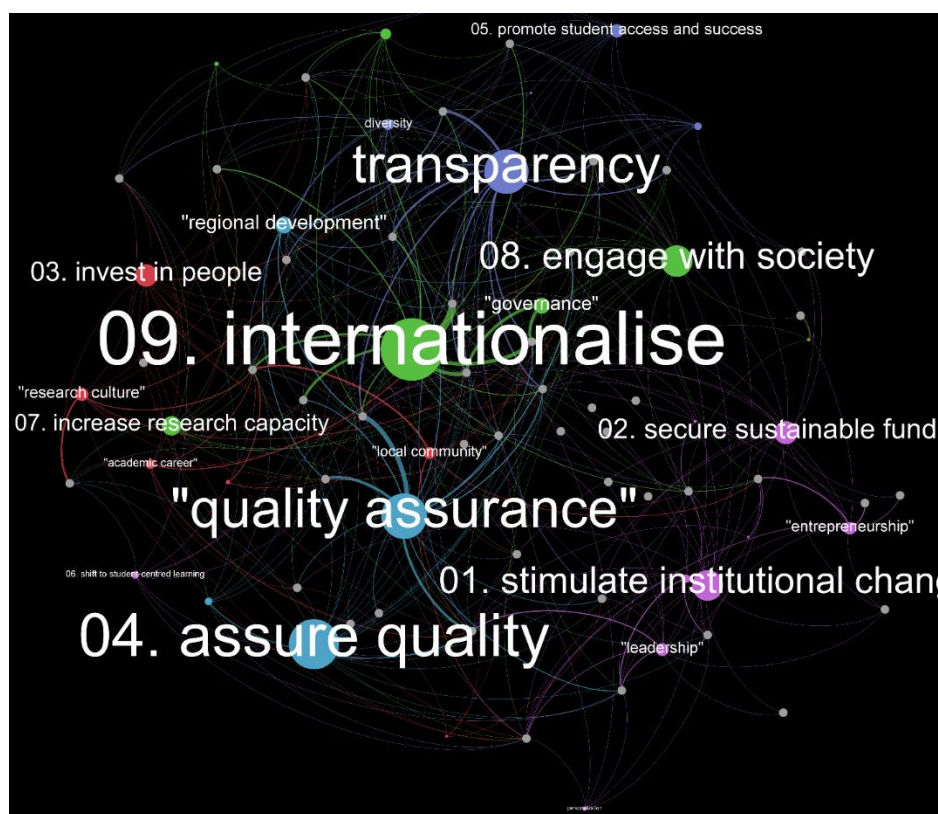 05. promote student access and success
diversity
transparency
"regional development"
08. engage with society
03. invest in people
"governance"
09. internationalise
"research culture"
07. increase research capacity
02. secure sustainable fund
"local community"
"academic career"
"quality assurance"
"entrepreneurship"
06. shift to student-centred learning
01. stimulate institutional chang
04. assure quality
"leadership"